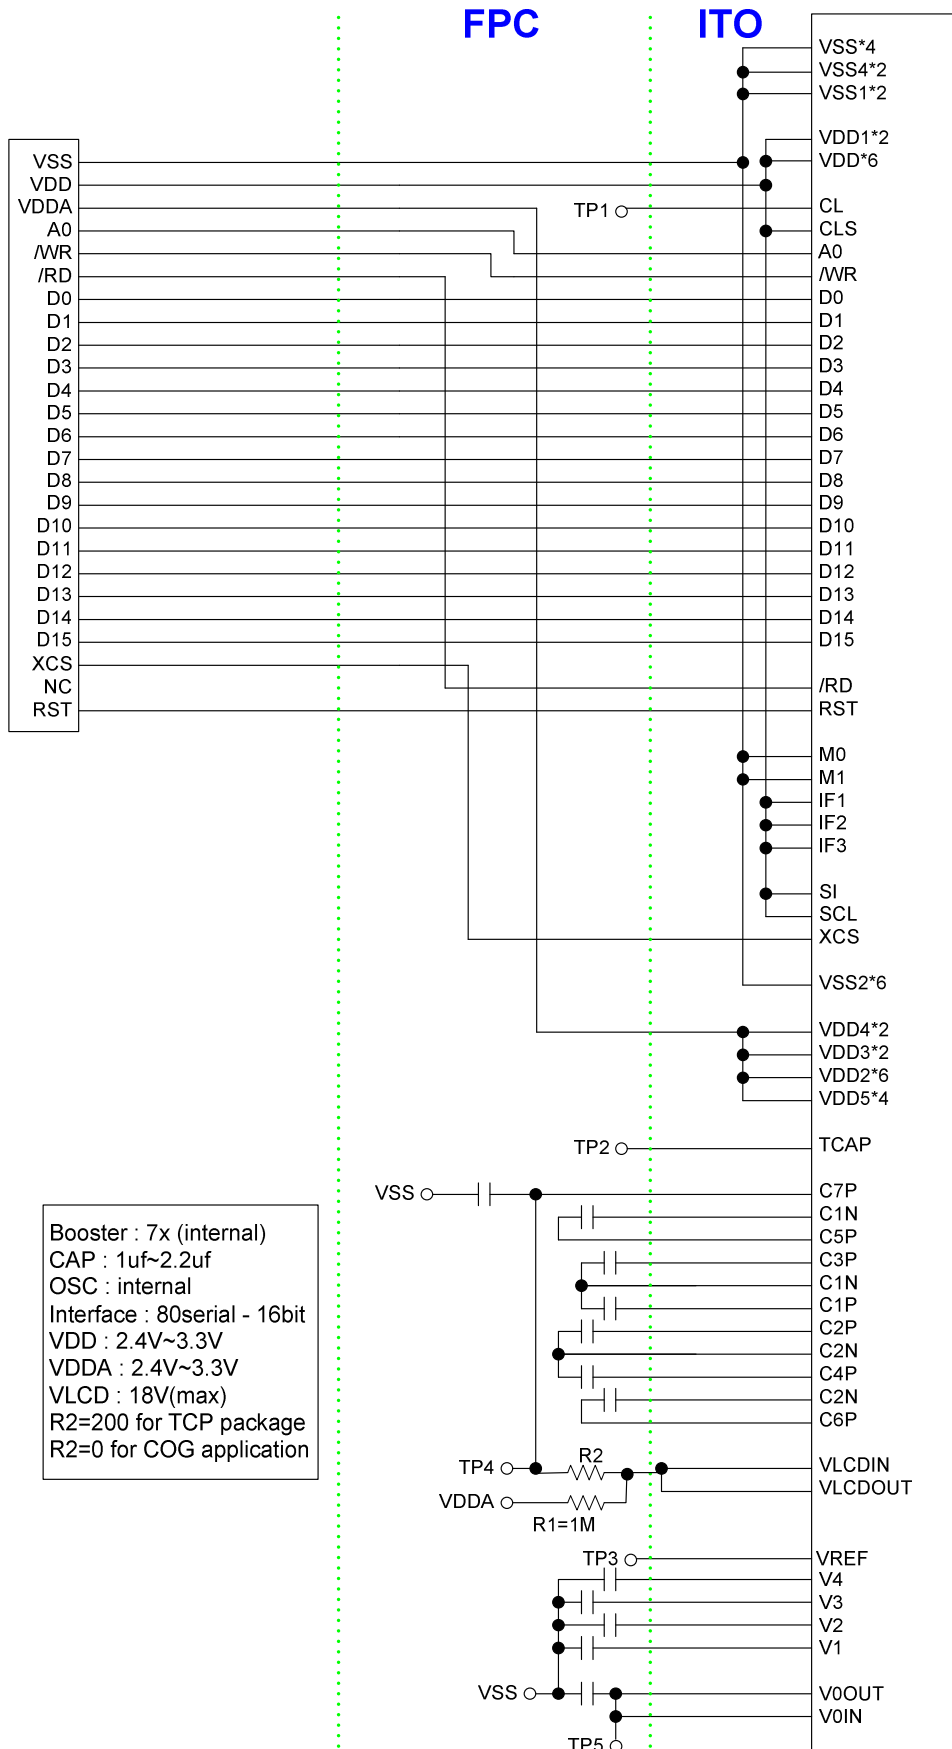 FPC
ITO
VSS*4
VSS4*2
VSS1*2
VDD1*2
VDD*6
CL
CLS
A0
/WR
D0
D1
D2
D3
D4
D5
D6
D7
D8
D9
D10
D11
D12
D13
D14
D15
/RD
RST
M0
M1
IF1
IF2
IF3
SI
SCL
XCS
VSS2*6
VDD4*2
VDD3*2
VDD2*6
VDD5*4
TCAP
C7P
C1N
C5P
C3P
C1N
C1P
C2P
C2N
C4P
C2N
C6P
VLCDIN
VLCDOUT
VREF
V4
V3
V2
V1
V0OUT
V0IN
VSS
VDD
VDDA
A0
/WR
/RD
D0
D1
D2
D3
D4
D5
D6
D7
D8
D9
D10
D11
D12
D13
D14
D15
XCS
NC
RST
TP1
TP2
VSS
TP4
R2
VDDA
R1=1M
TP3
VSS
TP5
Booster : 7x (internal)
CAP : 1uf~2.2uf
OSC : internal
Interface : 80serial - 16bit
VDD : 2.4V~3.3V
VDDA : 2.4V~3.3V
VLCD : 18V(max)
R2=200 for TCP package
R2=0 for COG application